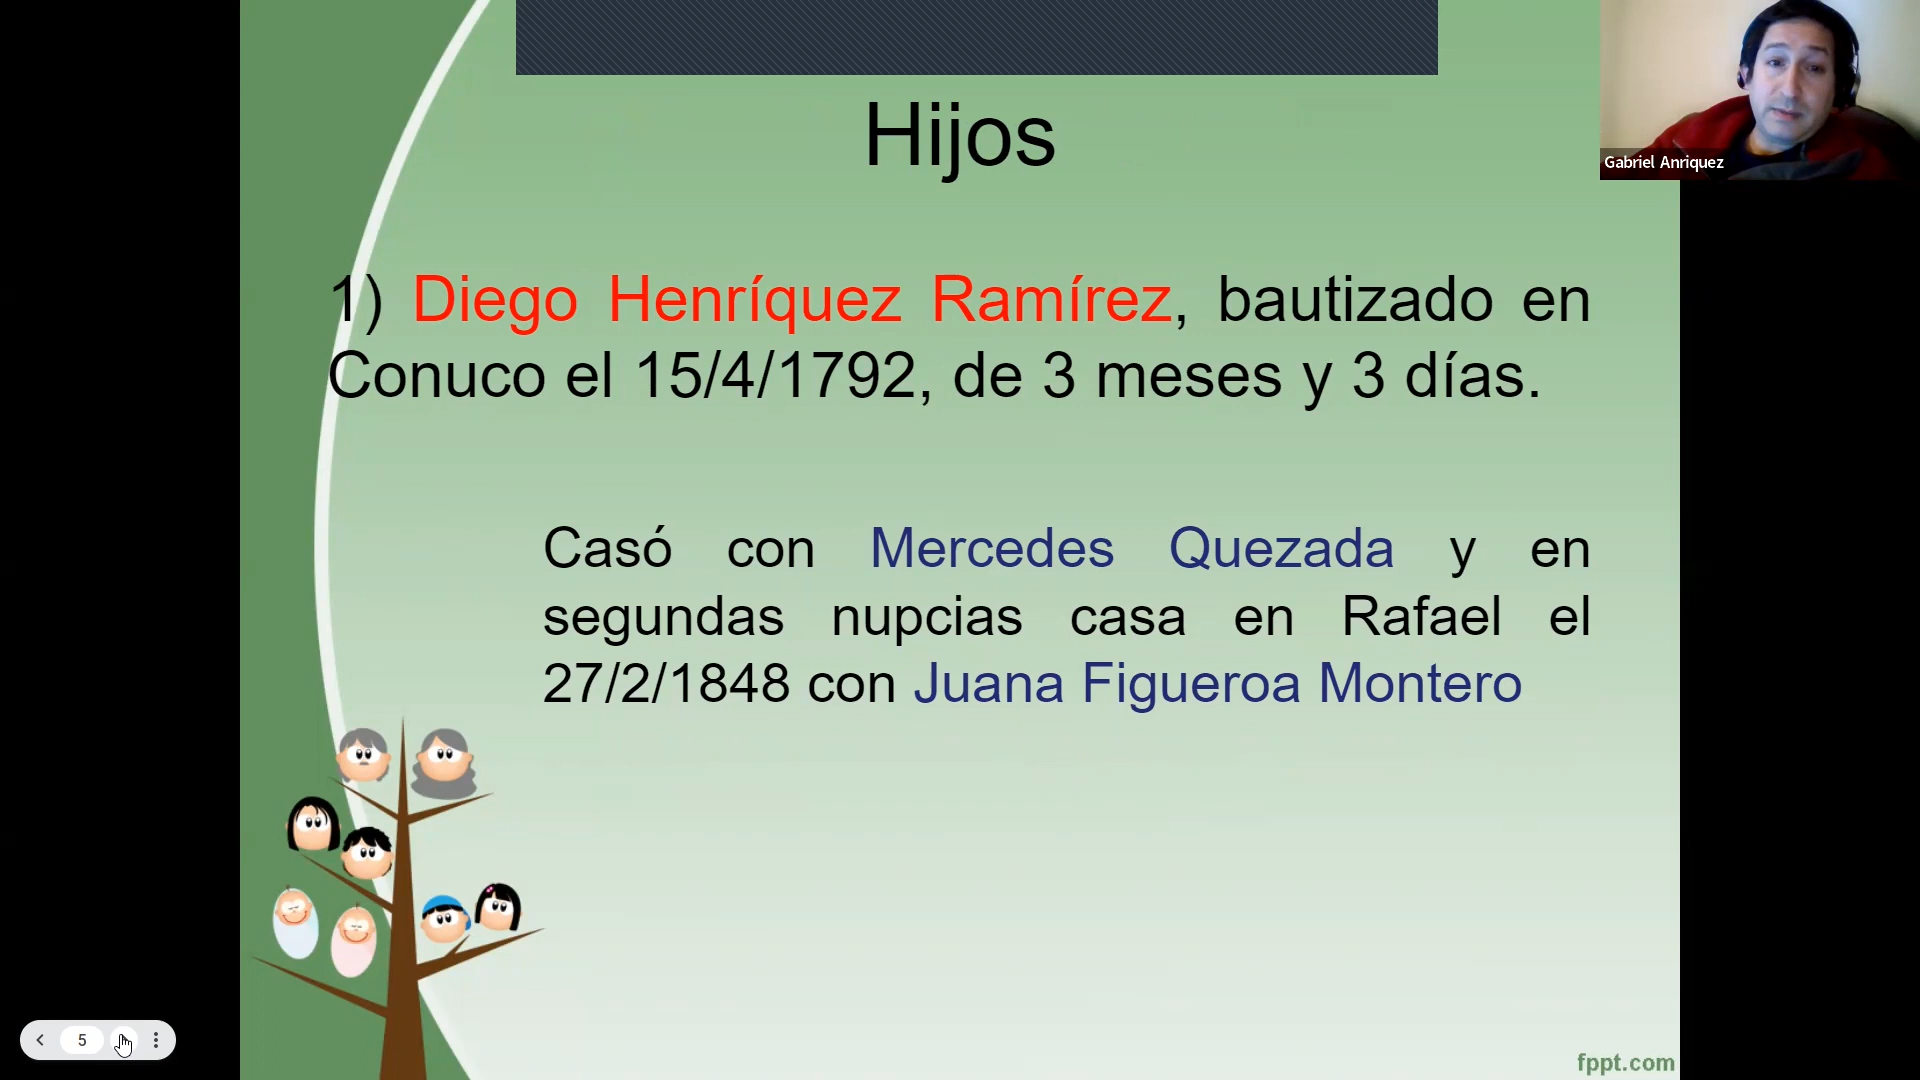 Hijos
Gabriel Anriquez
1) Diego Henríquez Ramírez, bautizado en
Conuco el 15/4/1792, de 3 meses y 3 días.
Casó con Mercedes Quezada y en
segundas nupcias casa en Rafael el
27/2/1848 con Juana Figueroa Montero
5
fppt.com